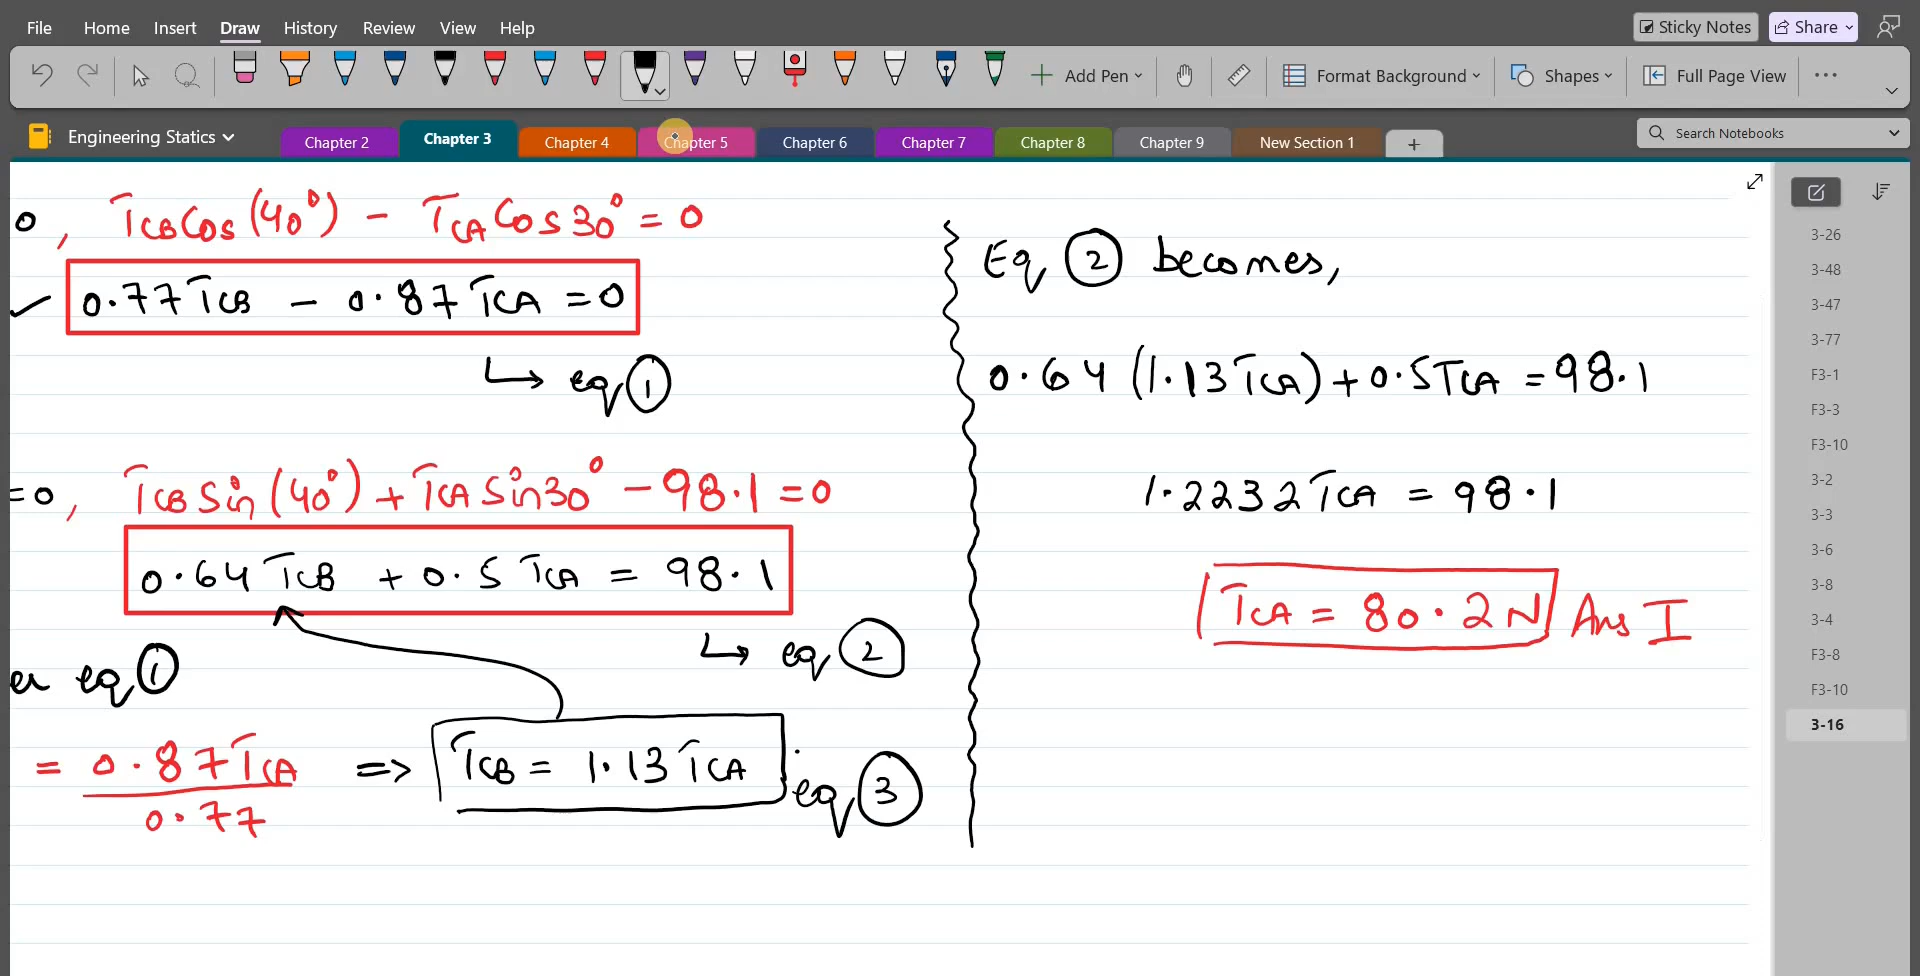 File Home Insert Draw History Review View Help
Sticky Notes Share
Add Pen Format Background Shapes Full Page View
Engineering Statics Chapter 2 Chapter 3 Chapter 4 Chapter 5 Chapter 6 Chapter 7 Chapter 8 Chapter 9 New Section 1 + Search Notebooks
0, TCB Cos (40°) - TCA Cos 30° = 0
0.77 TCB - 0.87 TCA = 0
↳ eq ①
= 0, TCB Sin (40°) + TCA Sin 30° - 98.1 = 0
0.64 TCB + 0.5 TCA = 98.1
↳ eq ②
er eq ①
= 0.87 TCA
0.77
=> TCB = 1.13 TCA eq ③
Eq ② becomes,
0.64 (1.13 TCA) + 0.5 TCA = 98.1
1.2232 TCA = 98.1
TCA = 80.2 N Ans I
3-26
3-48
3-47
3-77
F3-1
F3-3
F3-10
3-2
3-3
3-6
3-8
3-4
F3-8
F3-10
3-16